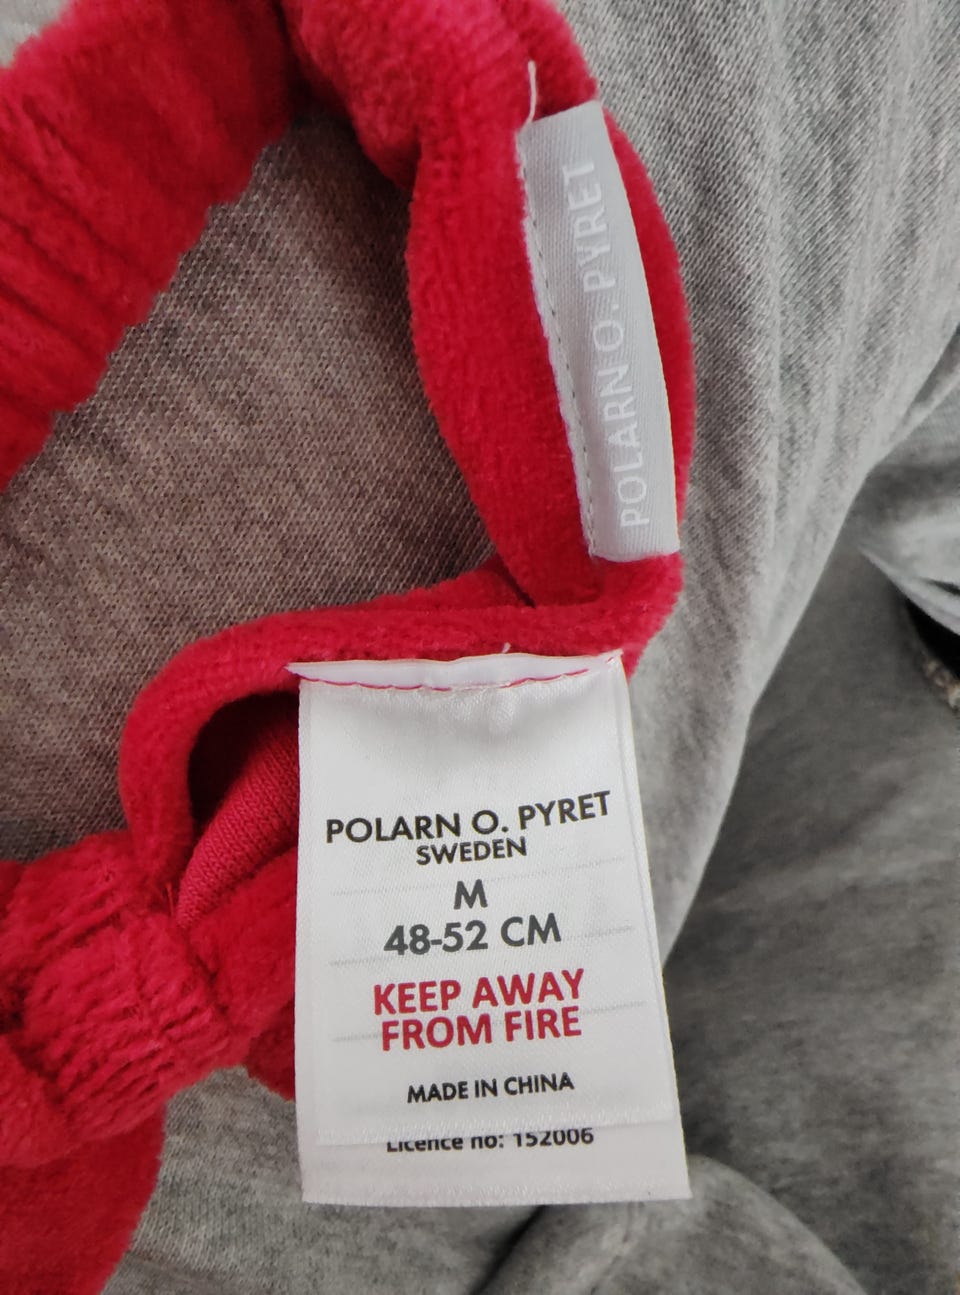 POLARN O. PYRET
POLARN O. PYRET
SWEDEN
M
48-52 CM
KEEP AWAY
FROM FIRE
MADE IN CHINA
Licence no: 152006